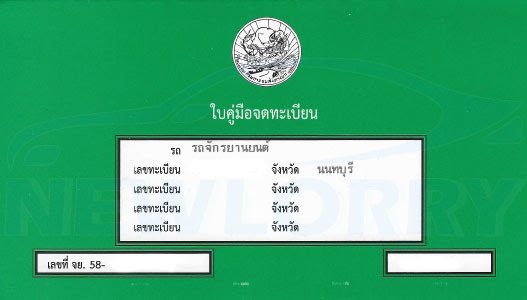 ใบคู่มือจดทะเบียน
รถ รถจักรยานยนต์
เลขทะเบียน จังหวัด นนทบุรี
เลขทะเบียน จังหวัด
เลขทะเบียน จังหวัด
เลขทะเบียน จังหวัด
NEWLORRY
เลขที่ จย. 58-